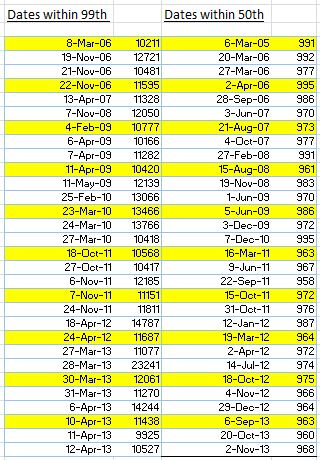 Dates within 99th Dates within 50th
8-Mar-06 10211 6-Mar-05 991
19-Nov-06 12721 20-Mar-06 992
21-Nov-06 10481 27-Mar-06 977
22-Nov-06 11595 2-Apr-06 995
13-Apr-07 11328 28-Sep-06 986
7-Nov-08 12050 3-Jun-07 970
4-Feb-09 10777 21-Aug-07 973
6-Apr-09 10166 4-Oct-07 977
7-Apr-09 11282 27-Feb-08 991
11-Apr-09 10420 15-Aug-08 961
11-May-09 12139 19-Nov-08 983
25-Feb-10 13066 1-Jun-09 970
23-Mar-10 13466 5-Jun-09 986
24-Mar-10 13766 3-Dec-09 972
27-Mar-10 10418 7-Dec-10 995
18-Oct-11 10568 16-Mar-11 963
27-Oct-11 10417 9-Jun-11 967
6-Nov-11 12185 22-Sep-11 958
7-Nov-11 11151 15-Oct-11 972
24-Nov-11 11811 31-Oct-11 976
18-Apr-12 14787 12-Jan-12 987
24-Apr-12 11687 19-Mar-12 964
27-Mar-13 11077 2-Apr-12 972
28-Mar-13 23241 14-Jul-12 974
30-Mar-13 12061 18-Oct-12 975
31-Mar-13 11270 4-Nov-12 966
6-Apr-13 14244 29-Dec-12 964
10-Apr-13 11438 6-Sep-13 963
11-Apr-13 9925 20-Oct-13 960
12-Apr-13 10527 2-Nov-13 968